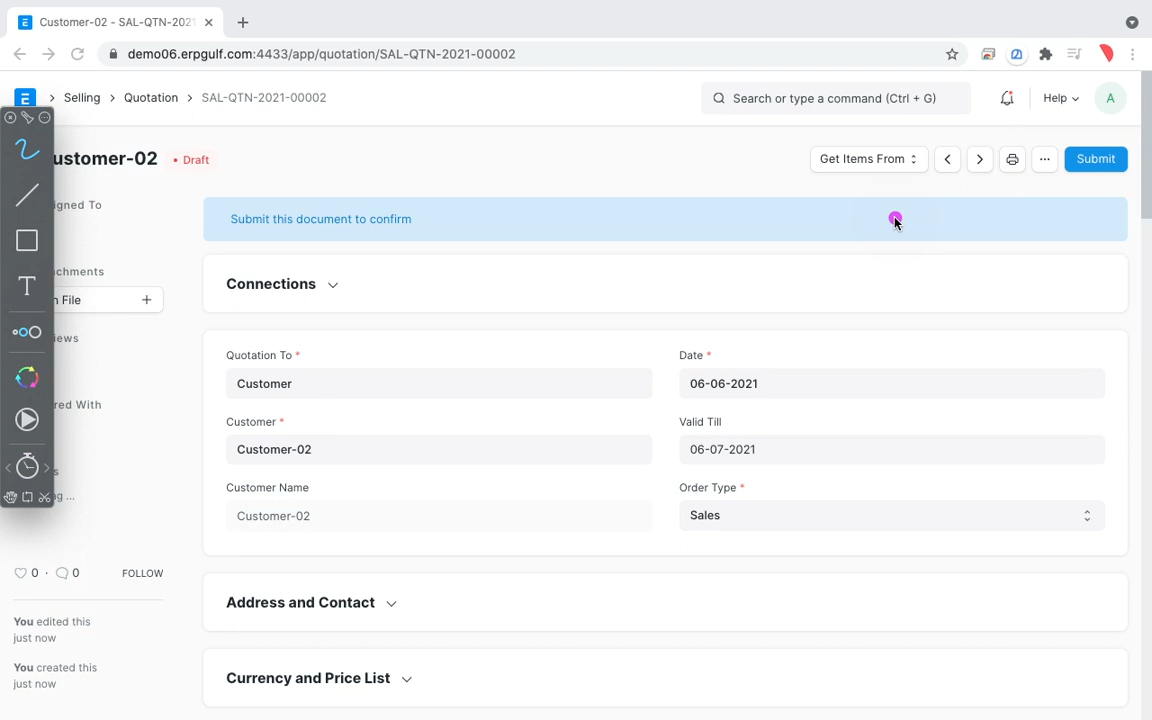 E Customer-02 - SAL-QTN-2021
demo06.erpgulf.com:4433/app/quotation/SAL-QTN-2021-00002
E Selling Quotation SAL-QTN-2021-00002 Search or type a command (Ctrl + G) Help A
ustomer-02 • Draft Get Items From ... Submit
igned To
Submit this document to confirm
chments
Connections
n File +
iews
Quotation To * Date *
Customer 06-06-2021
red With
Customer * Valid Till
Customer-02 06-07-2021
s
Customer Name Order Type *
g ...
Customer-02 Sales
T
0 · 0 FOLLOW
Address and Contact
You edited this
just now
You created this
just now
Currency and Price List